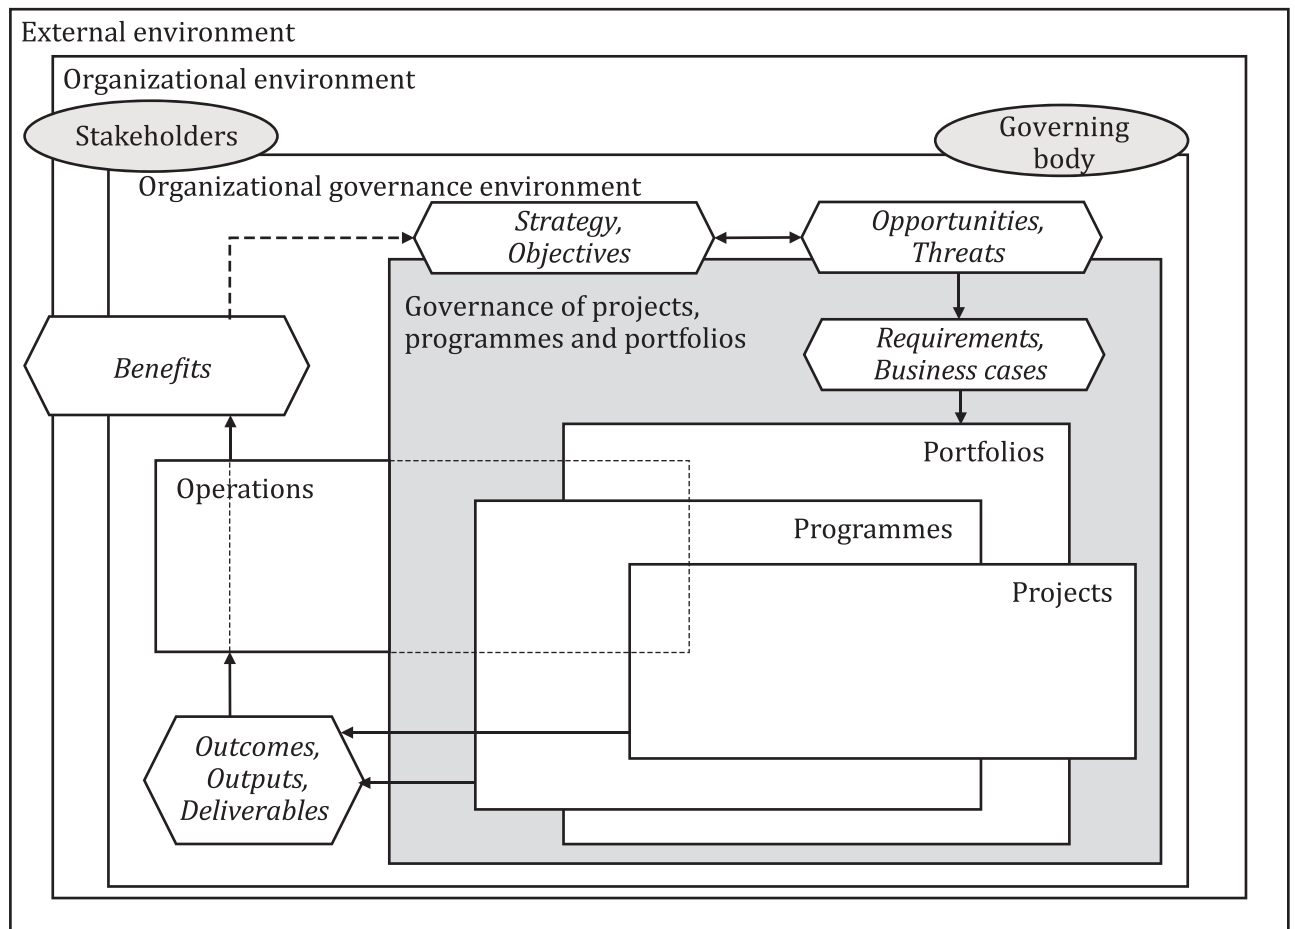 External environment
Organizational environment
Stakeholders
Governing
body
Organizational governance environment
Strategy,
Objectives
Opportunities,
Threats
Governance of projects,
programmes and portfolios
Requirements,
Business cases
Benefits
Portfolios
Operations
Programmes
Projects
Outcomes,
Outputs,
Deliverables